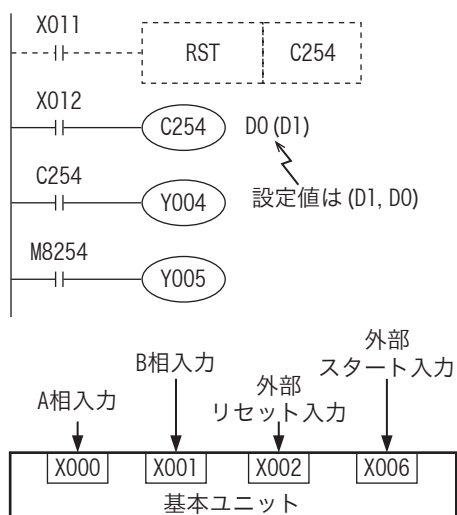 X011
RST C254
X012
C254 D0 (D1)
C254
設定値は (D1, D0)
Y004
M8254
Y005
外部
スタート入力
B相入力
外部
リセット入力
A相入力
X000 X001 X002 X006
基本ユニット